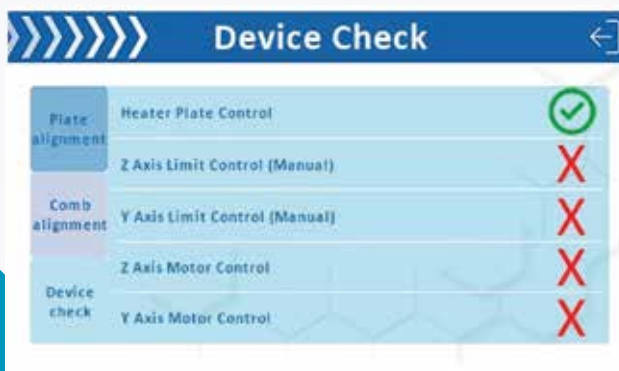 Device Check
Plate
alignment
Heater Plate Control
Z Axis Limit Control (Manual)
Comb
alignment
Y Axis Limit Control (Manual)
Z Axis Motor Control
Device
check
Y Axis Motor Control